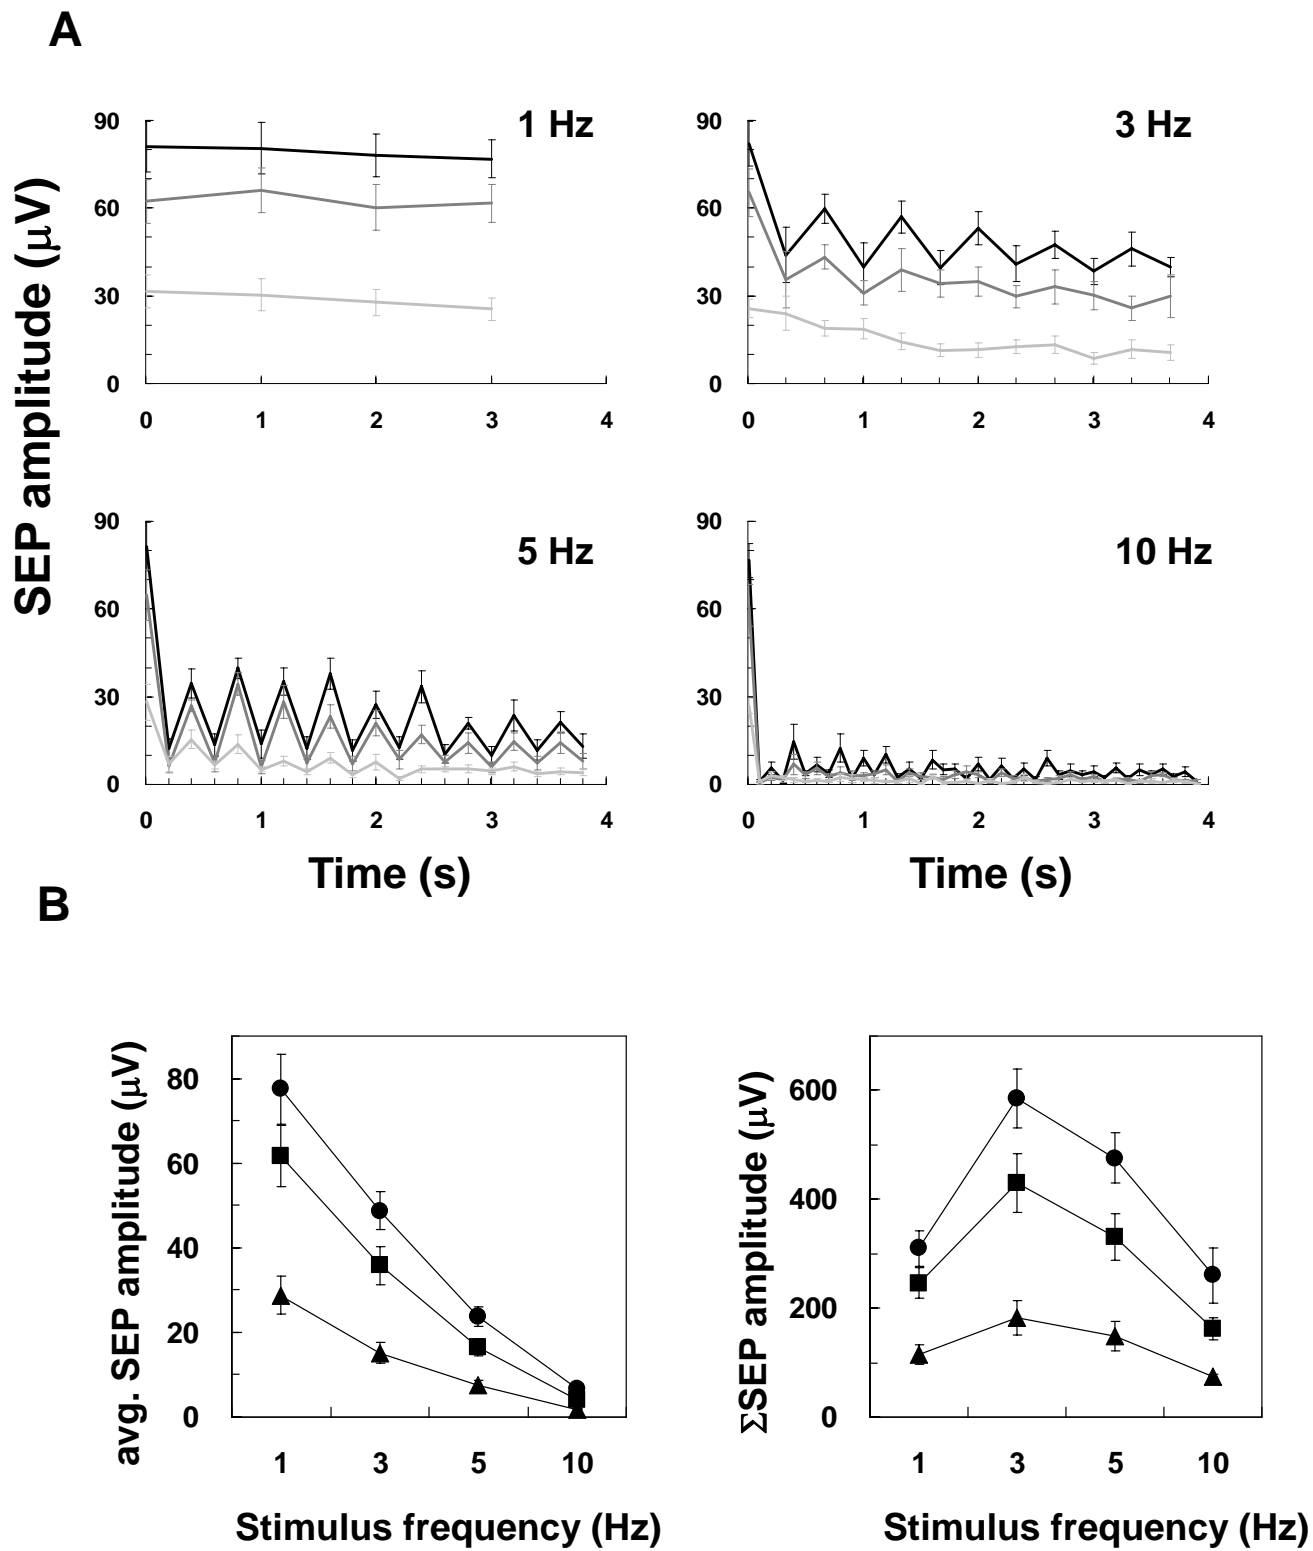 A
SEP amplitude (μV)
1 Hz
90
60
30
0
0 1 2 3 4
3 Hz
90
60
30
0
0 1 2 3 4
5 Hz
90
60
30
0
0 1 2 3 4
Time (s)
10 Hz
90
60
30
0
0 1 2 3 4
Time (s)
B
avg. SEP amplitude (μV)
80
60
40
20
0
1 3 5 10
Stimulus frequency (Hz)
ΣSEP amplitude (μV)
600
400
200
0
1 3 5 10
Stimulus frequency (Hz)